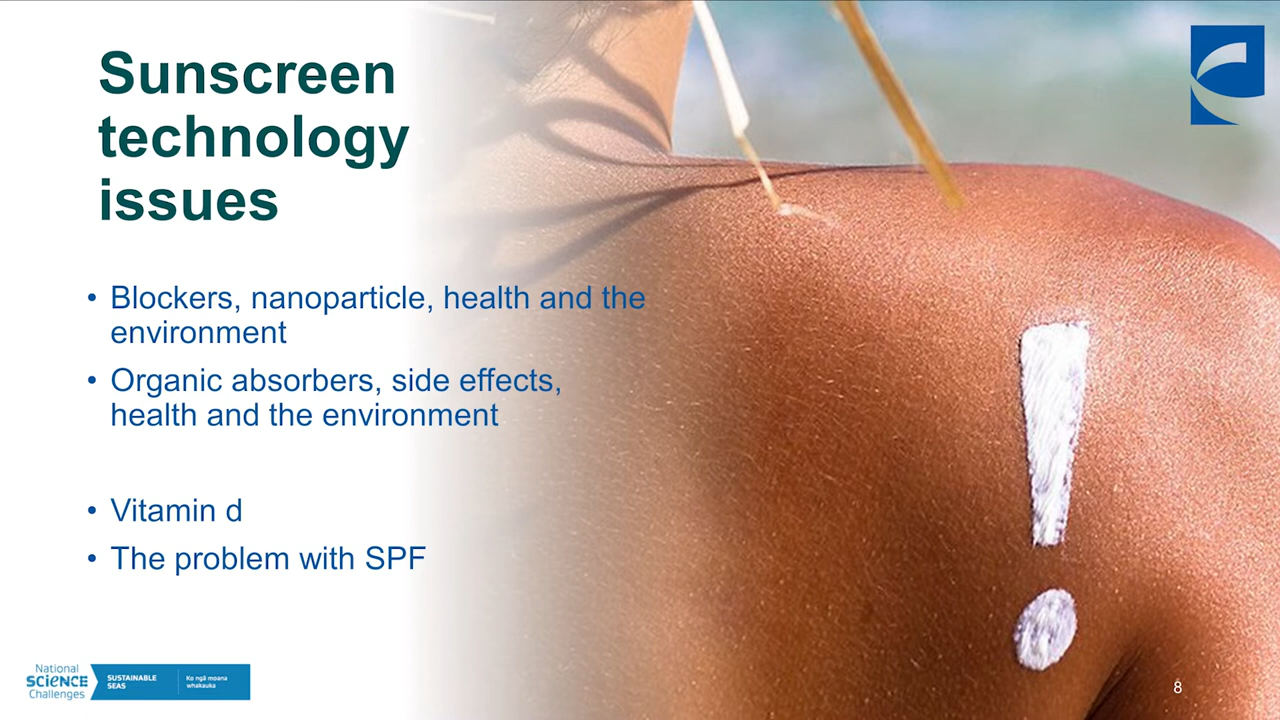 Sunscreen
technology
issues
• Blockers, nanoparticle, health and the
environment
• Organic absorbers, side effects,
health and the environment
• Vitamin d
• The problem with SPF
National
SCIENCE
Challenges
SUSTAINABLE
SEAS
Ko ngā moana
whakauka
8